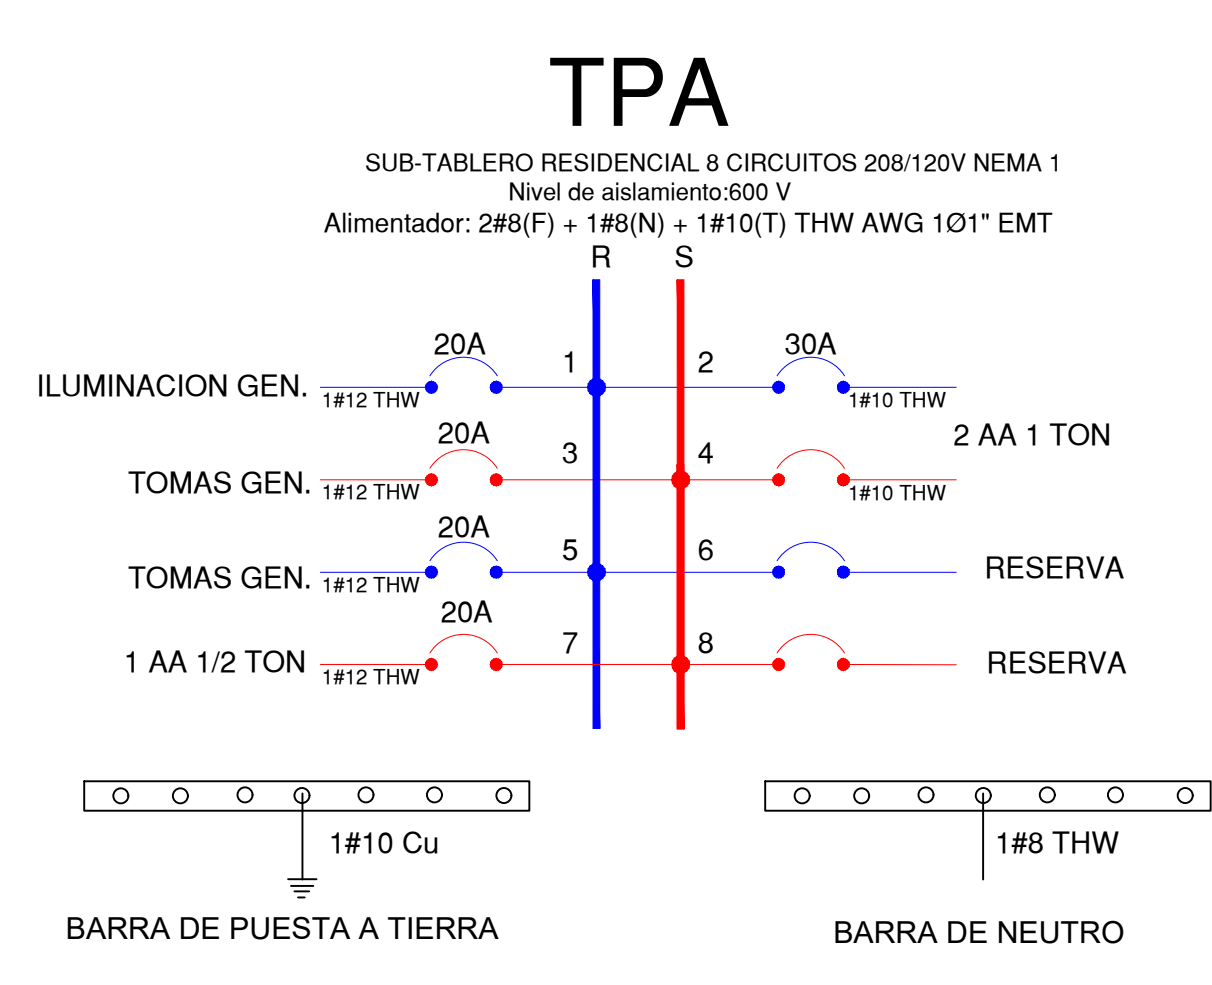 TPA
SUB-TABLERO RESIDENCIAL 8 CIRCUITOS 208/120V NEMA 1
Nivel de aislamiento:600 V
Alimentador: 2#8(F) + 1#8(N) + 1#10(T) THW AWG 1Ø1" EMT
R S
20A 1 2 30A
ILUMINACION GEN. 1#12 THW 1#10 THW
2 AA 1 TON
20A 3 4
TOMAS GEN. 1#12 THW 1#10 THW
20A 5 6
TOMAS GEN. 1#12 THW RESERVA
20A 7 8
1 AA 1/2 TON 1#12 THW RESERVA
1#10 Cu
BARRA DE PUESTA A TIERRA
1#8 THW
BARRA DE NEUTRO